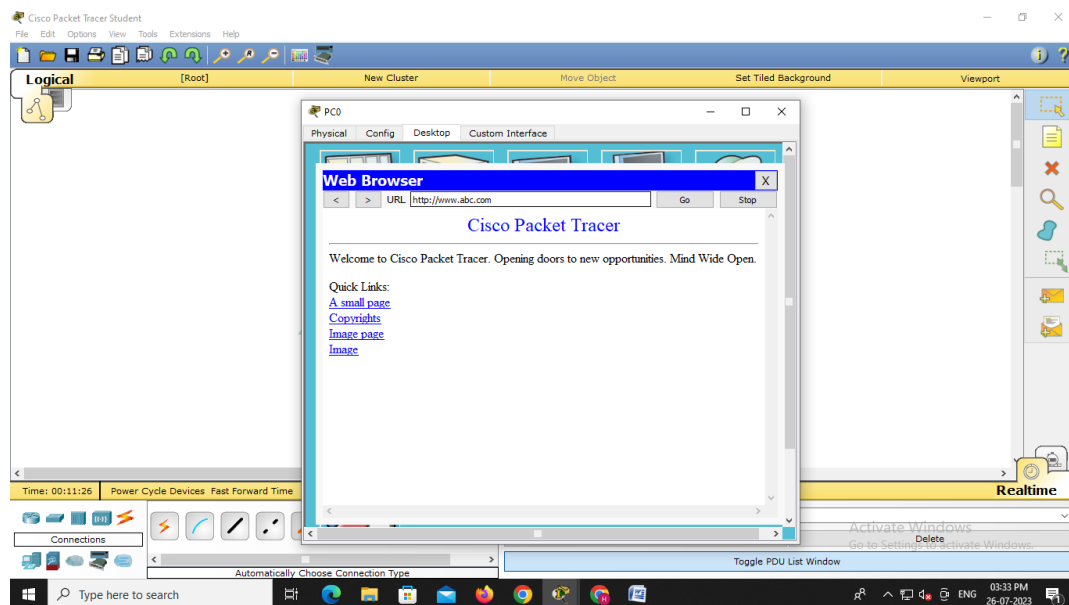 Cisco Packet Tracer Student
File Edit Options View Tools Extensions Help
Logical [Root] New Cluster Move Object Set Tiled Background Viewport
PC0
Physical Config Desktop Custom Interface
Web Browser X
< > URL http://www.abc.com Go Stop
Cisco Packet Tracer
Welcome to Cisco Packet Tracer. Opening doors to new opportunities. Mind Wide Open.
Quick Links:
A small page
Copyrights
Image page
Image
Time: 00:11:26 Power Cycle Devices Fast Forward Time Realtime
Connections
Automatically Choose Connection Type
Activate Windows
Delete
Go to Settings to activate Windows.
Toggle PDU List Window
Type here to search
ENG 03:33 PM
26-07-2023